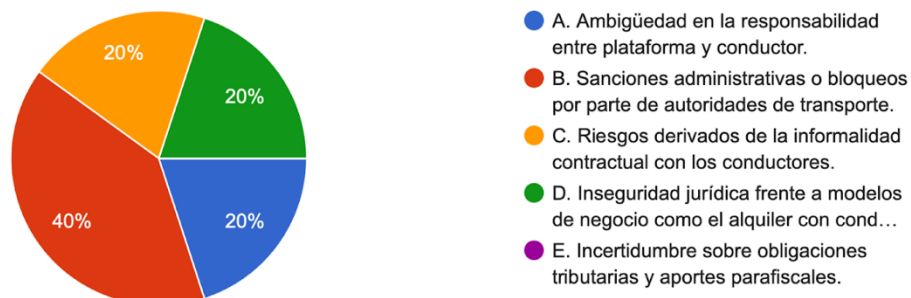 20%
20%
40%
20%
A. Ambigüedad en la responsabilidad
entre plataforma y conductor.
B. Sanciones administrativas o bloqueos
por parte de autoridades de transporte.
C. Riesgos derivados de la informalidad
contractual con los conductores.
D. Inseguridad jurídica frente a modelos
de negocio como el alquiler con cond…
E. Incertidumbre sobre obligaciones
tributarias y aportes parafiscales.